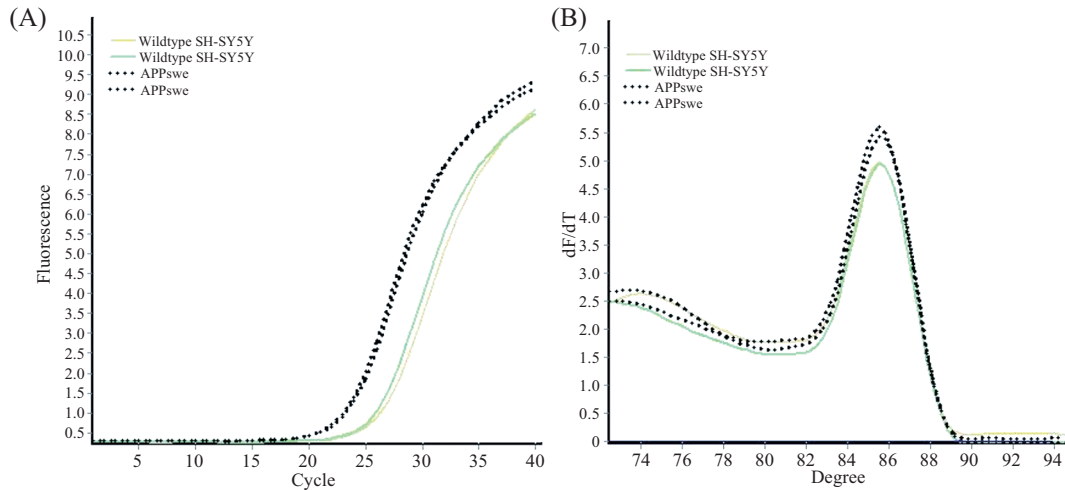 (A)
10.5
10.0
9.5
9.0
8.5
8.0
7.5
7.0
6.5
6.0
5.5
5.0
4.5
4.0
3.5
3.0
2.5
2.0
1.5
1.0
0.5
Fluorescence
Wildtype SH-SY5Y
Wildtype SH-SY5Y
APPswe
APPswe
5 10 15 20 25 30 35 40
Cycle
(B)
7.0
6.5
6.0
5.5
5.0
4.5
4.0
3.5
3.0
2.5
2.0
1.5
1.0
0.5
0
dF/dT
Wildtype SH-SY5Y
Wildtype SH-SY5Y
APPswe
APPswe
74 76 78 80 82 84 86 88 90 92 94
Degree